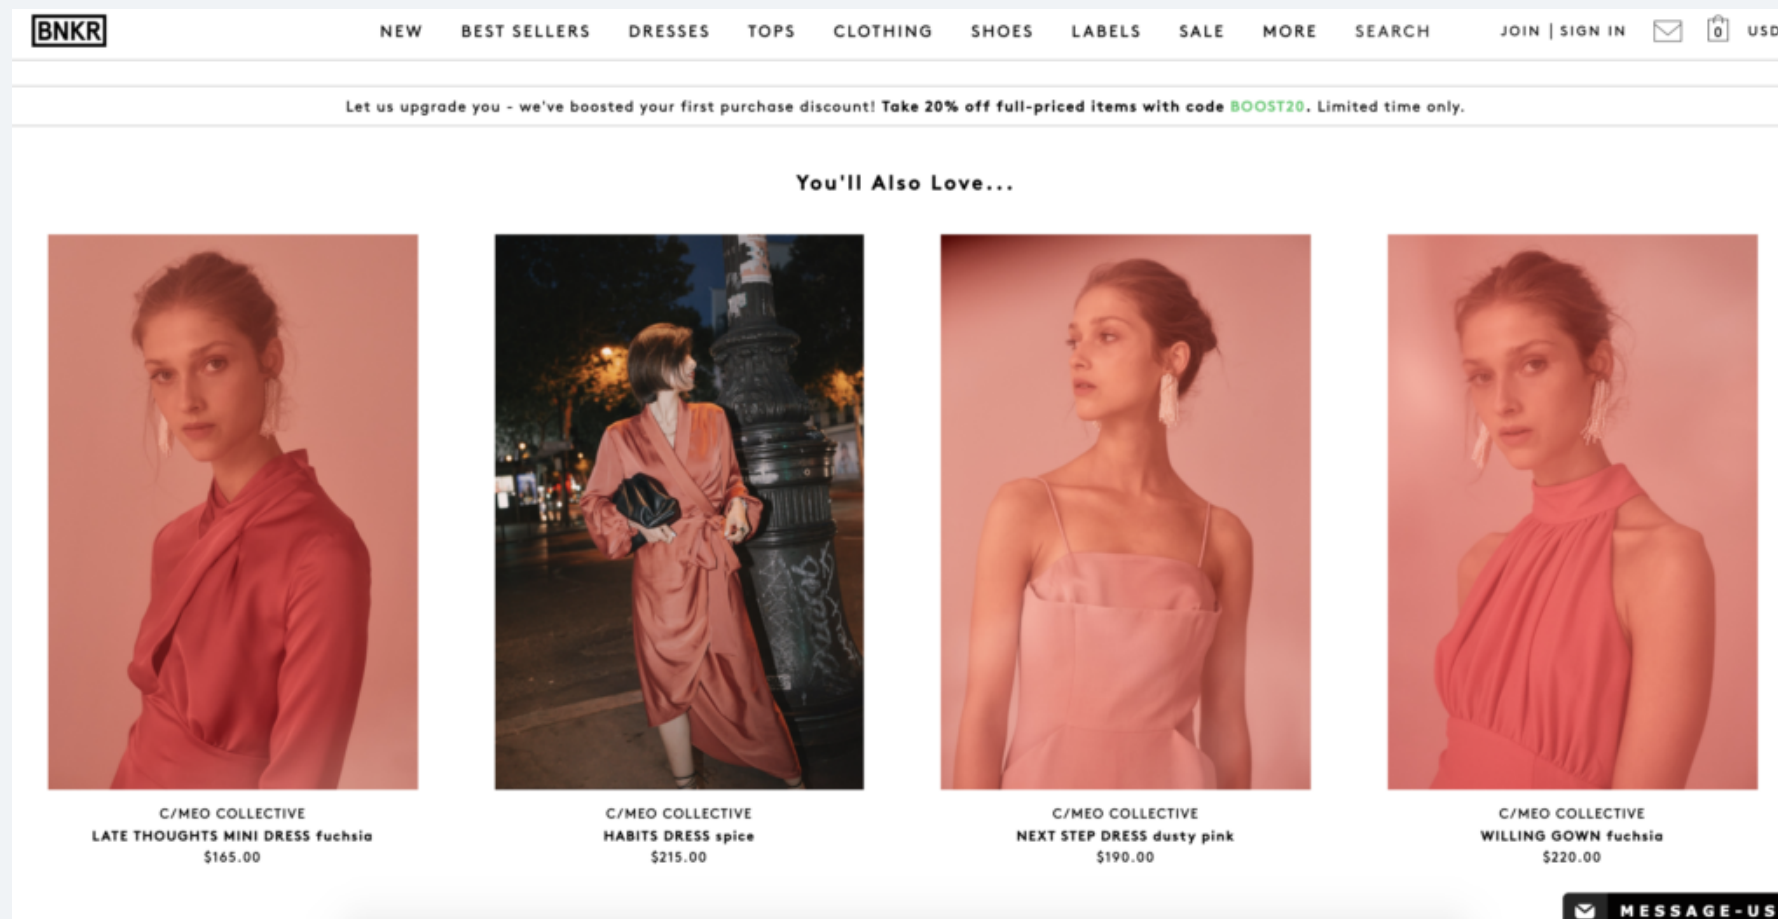 BNKR
NEW BEST SELLERS DRESSES TOPS CLOTHING SHOES LABELS SALE MORE SEARCH JOIN | SIGN IN 0 USD
Let us upgrade you - we've boosted your first purchase discount! Take 20% off full-priced items with code BOOST20. Limited time only.
You'll Also Love...
C/MEO COLLECTIVE
LATE THOUGHTS MINI DRESS fuchsia
$165.00
C/MEO COLLECTIVE
HABITS DRESS spice
$215.00
C/MEO COLLECTIVE
NEXT STEP DRESS dusty pink
$190.00
C/MEO COLLECTIVE
WILLING GOWN fuchsia
$220.00
MESSAGE-US